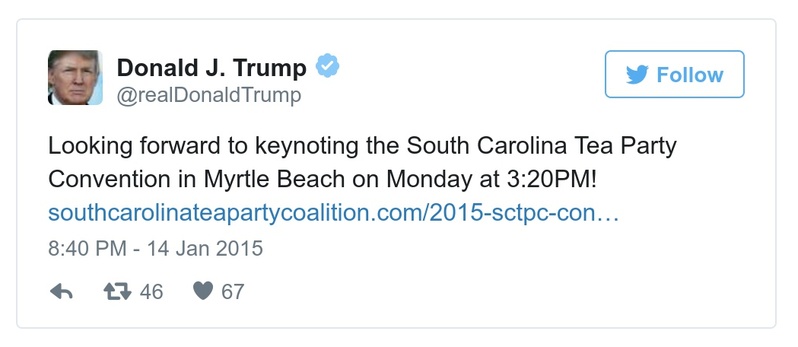 Donald J. Trump
@realDonaldTrump
Follow
Looking forward to keynoting the South Carolina Tea Party
Convention in Myrtle Beach on Monday at 3:20PM!
southcarolinateapartycoalition.com/2015-sctpc-con…
8:40 PM - 14 Jan 2015
46 67